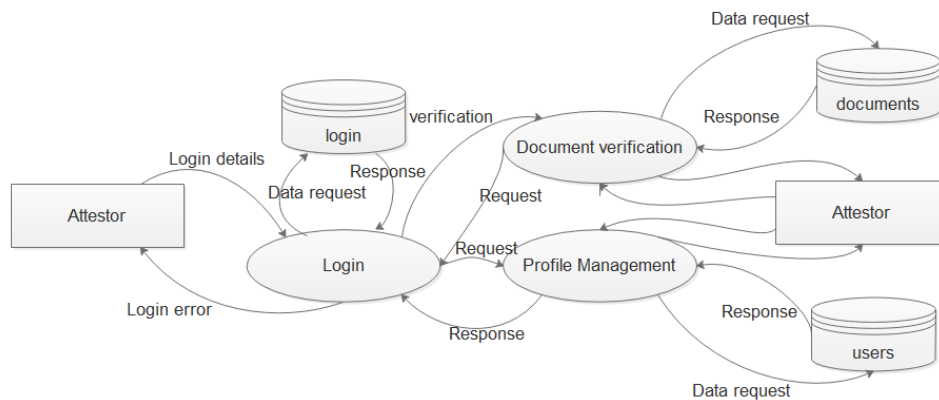 Data request
documents
login
verification
Response
Document verification
Login details
Response
Data request
Request
Attestor
Attestor
Login
Request
Profile Management
Login error
Response
Response
users
Data request